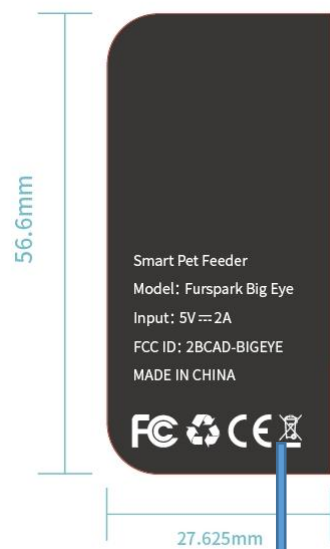 56.6mm
Smart Pet Feeder
Model: Furspark Big Eye
Input: 5V⎓2A
FCC ID: 2BCAD-BIGEYE
MADE IN CHINA
FC CE
27.625mm